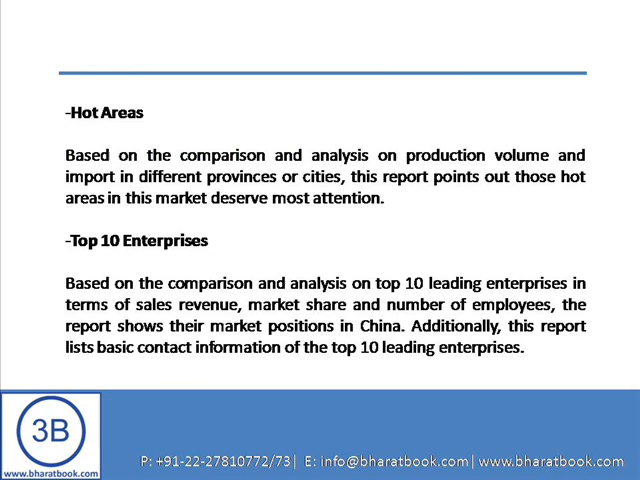 -Hot Areas
Based on the comparison and analysis on production volume and
import in different provinces or cities, this report points out those hot
areas in this market deserve most attention.
-Top 10 Enterprises
Based on the comparison and analysis on top 10 leading enterprises in
terms of sales revenue, market share and number of employees, the
report shows their market positions in China. Additionally, this report
lists basic contact information of the top 10 leading enterprises.
3B
www.bharatbook.com
P: +91-22-27810772/73| E: info@bharatbook.com| www.bharatbook.com